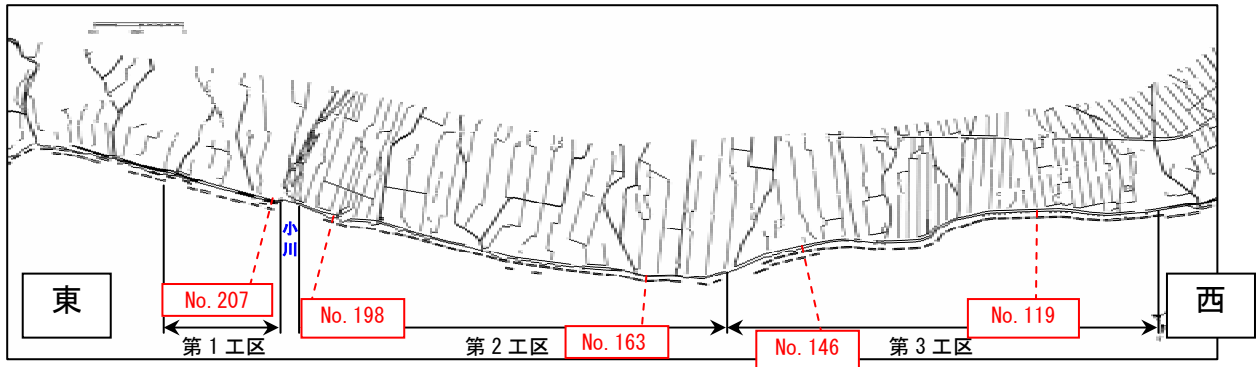 小川
東
西
No. 207
No. 198
No. 163
No. 146
No. 119
第1工区
第2工区
第3工区